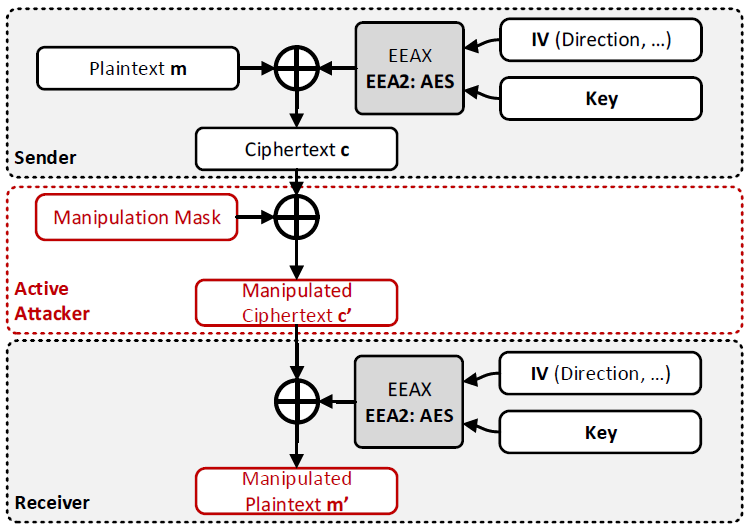 Plaintext m
EEAX
EEA2: AES
IV (Direction, ...)
Key
Ciphertext c
Sender
Manipulation Mask
Active
Attacker
Manipulated
Ciphertext c’
EEAX
EEA2: AES
IV (Direction, ...)
Key
Manipulated
Plaintext m’
Receiver